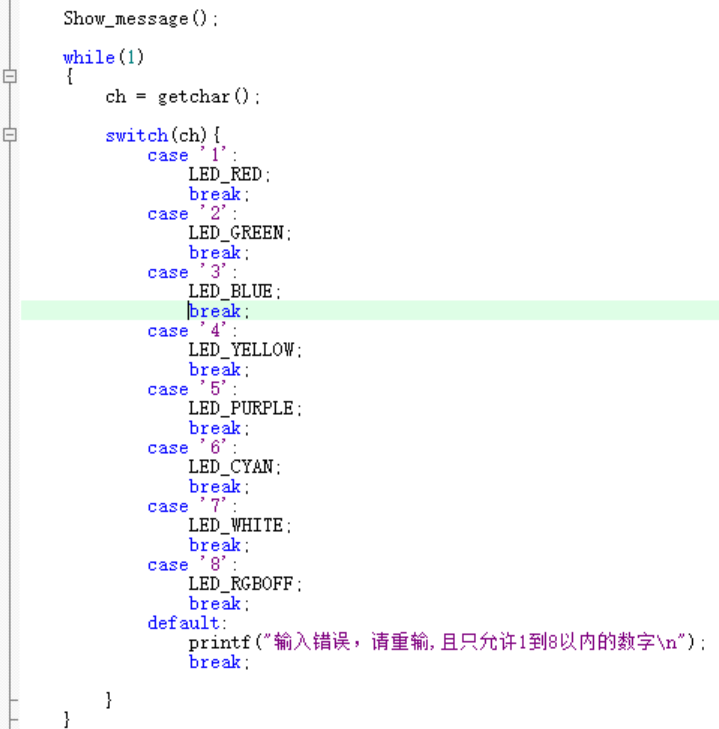 Show_message();
while(1)
{
ch = getchar();
switch(ch){
case '1':
LED_RED;
break;
case '2':
LED_GREEN;
break;
case '3':
LED_BLUE;
break;
case '4':
LED_YELLOW;
break;
case '5':
LED_PURPLE;
break;
case '6':
LED_CYAN;
break;
case '7':
LED_WHITE;
break;
case '8':
LED_RGBOFF;
break;
default:
printf("输入错误，请重输,且只允许1到8以内的数字\n");
break;
}
}